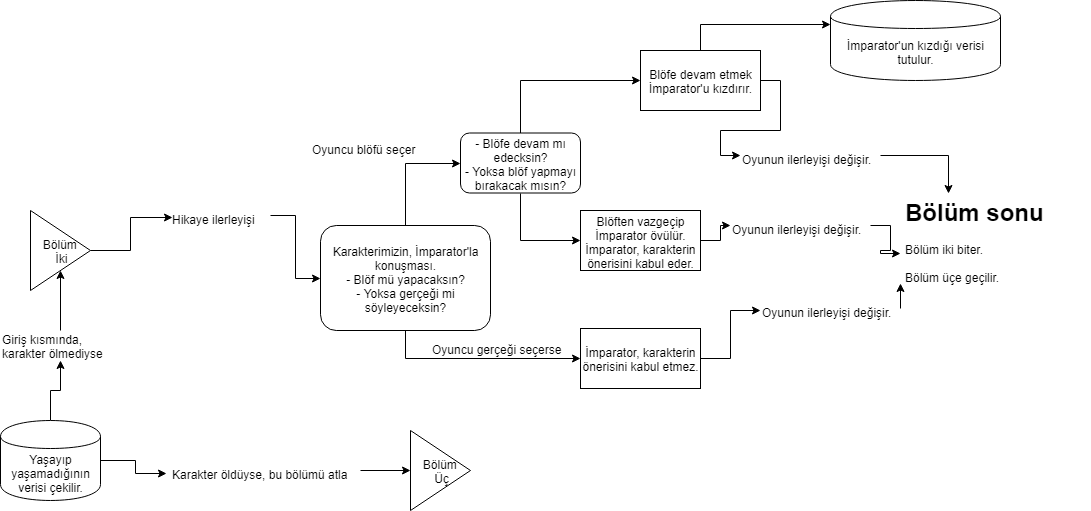 İmparator'un kızdığı verisi
tutulur.
Blöfe devam etmek
İmparator'u kızdırır.
Oyuncu blöfü seçer
- Blöfe devam mı
edecksin?
- Yoksa blöf yapmayı
bırakacak mısın?
Oyunun ilerleyişi değişir.
Bölüm sonu
Bölüm
İki
Hikaye ilerleyişi
Karakterimizin, İmparator'la
konuşması.
- Blöf mü yapacaksın?
- Yoksa gerçeği mi
söyleyeceksin?
Blöften vazgeçip
İmparator övülür.
İmparator, karakterin
önerisini kabul eder.
Oyunun ilerleyişi değişir.
Bölüm iki biter.
Bölüm üçe geçilir.
Oyunun ilerleyişi değişir.
Giriş kısmında,
karakter ölmediyse
Oyuncu gerçeği seçerse
İmparator, karakterin
önerisini kabul etmez.
Yaşayıp
yaşamadığının
verisi çekilir.
Karakter öldüyse, bu bölümü atla
Bölüm
Üç